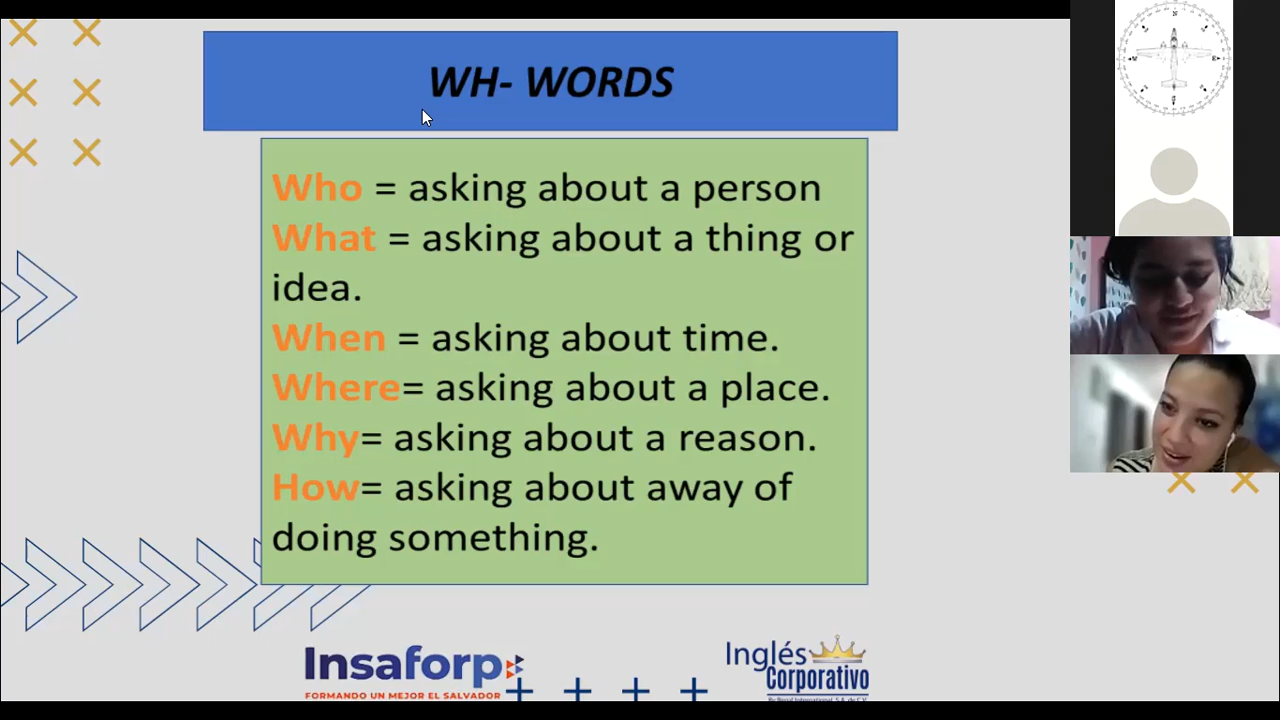 WH- WORDS
Who = asking about a person
What = asking about a thing or
idea.
When = asking about time.
Where= asking about a place.
Why= asking about a reason.
How= asking about away of
doing something.
Insaforp
FORMANDO UN MEJOR EL SALVADOR
Inglés
Corporativo